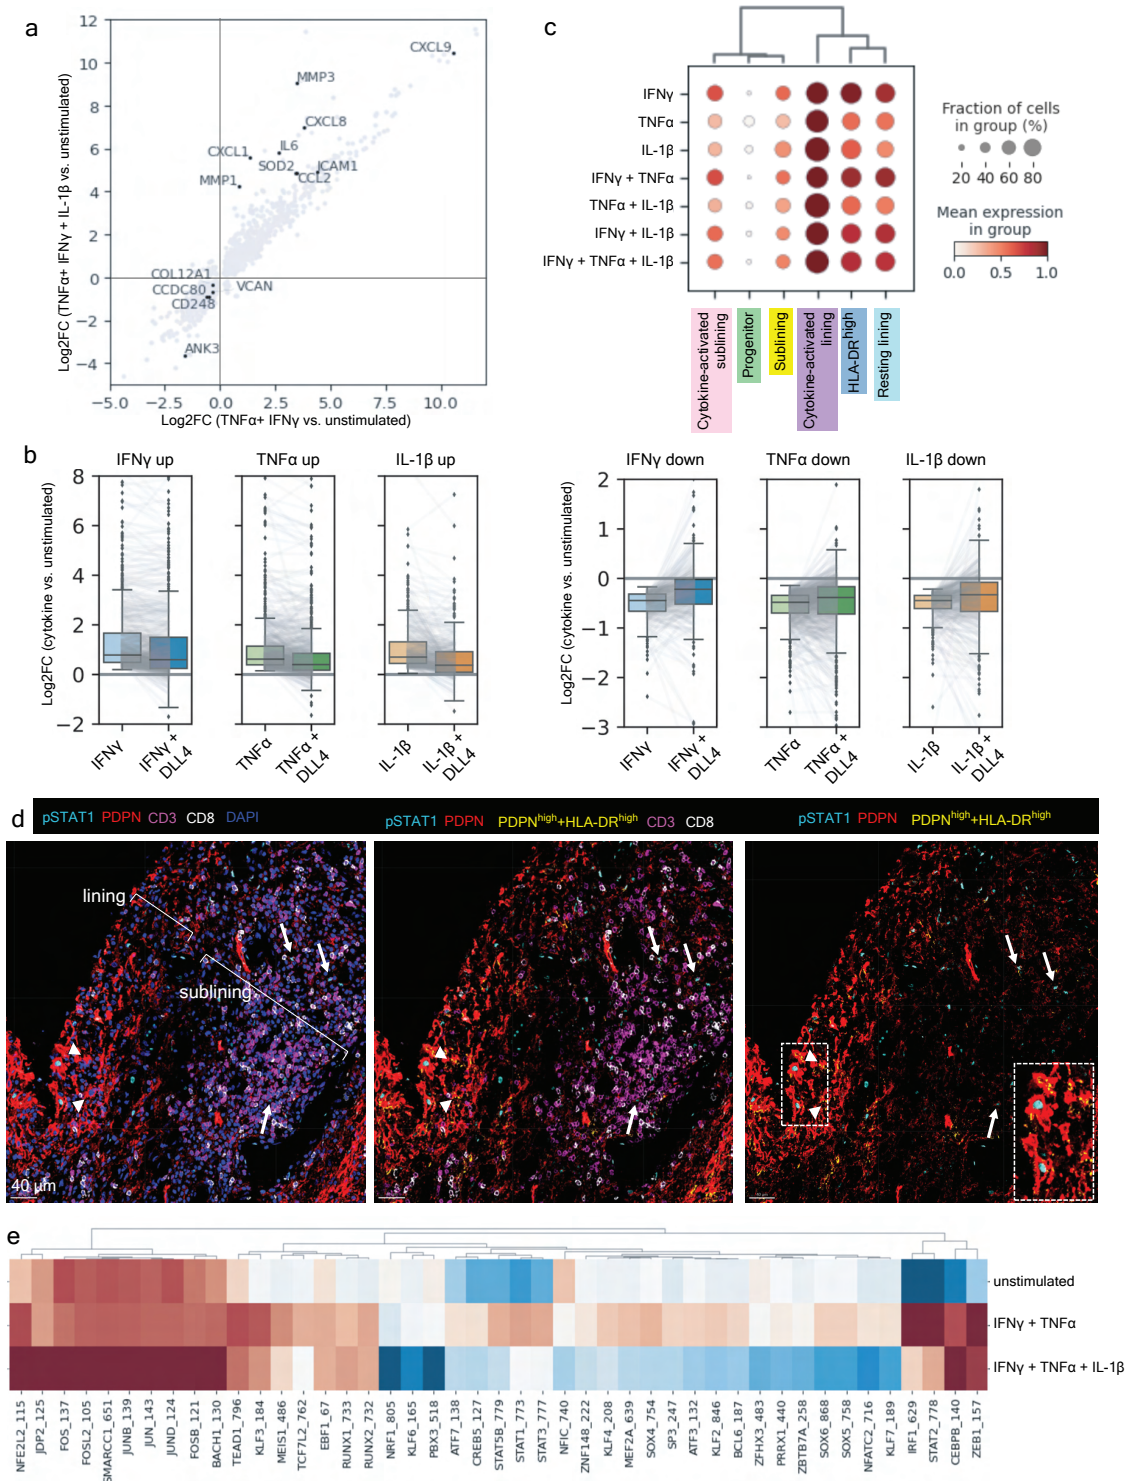 a
Log2FC (TNFα+ IFNγ + IL-1β vs. unstimulated)
12
10
8
6
4
2
0
−2
−4
CXCL9
MMP3
CXCL8
IL6
CXCL1
SOD2
ICAM1
CCL2
MMP1
COL12A1
CCDC80
VCAN
CD248
ANK3
−5.0 −2.5 0.0 2.5 5.0 7.5 10.0
Log2FC (TNFα+ IFNγ vs. unstimulated)
c
IFNγ
TNFα
IL-1β
IFNγ + TNFα
TNFα + IL-1β
IFNγ + IL-1β
IFNγ + TNFα + IL-1β
Cytokine-activated
sublining
Progenitor
Sublining
Cytokine-activated
lining
HLA-DRhigh
Resting lining
Fraction of cells
in group (%)
20 40 60 80
Mean expression
in group
0.0 0.5 1.0
b
Log2FC (cytokine vs. unstimulated)
8
6
4
2
0
−2
IFNγ up
IFNγ
IFNγ +
DLL4
TNFα up
TNFα
TNFα +
DLL4
IL-1β up
IL-1β
IL-1β +
DLL4
Log2FC (cytokine vs. unstimulated)
2
1
0
−1
−2
−3
IFNγ down
IFNγ
IFNγ +
DLL4
TNFα down
TNFα
TNFα +
DLL4
IL-1β down
IL-1β
IL-1β +
DLL4
d
pSTAT1 PDPN CD3 CD8 DAPI
pSTAT1 PDPN PDPNhigh+HLA-DRhigh CD3 CD8
pSTAT1 PDPN PDPNhigh+HLA-DRhigh
lining
sublining
40 µm
e
unstimulated
IFNγ + TNFα
IFNγ + TNFα + IL-1β
NFE2L2_115
JDP2_125
FOS_137
FOSL2_105
SMARCC1_651
JUNB_139
JUN_143
JUND_124
FOSB_121
BACH1_130
TEAD1_796
KLF3_184
MEIS1_486
TCF7L2_762
EBF1_67
RUNX1_733
RUNX2_732
NRF1_805
KLF6_165
PBX3_518
ATF7_138
CREB5_127
STAT5B_779
STAT1_773
STAT3_777
NFIC_740
ZNF148_222
KLF4_208
MEF2A_639
SOX4_754
SP3_247
ATF3_132
KLF2_846
BCL6_187
ZFHX3_483
PRRX1_440
ZBTB7A_258
SOX6_868
SOX5_758
NFATC2_716
KLF7_189
IRF1_629
STAT2_778
CEBPB_140
ZEB1_157